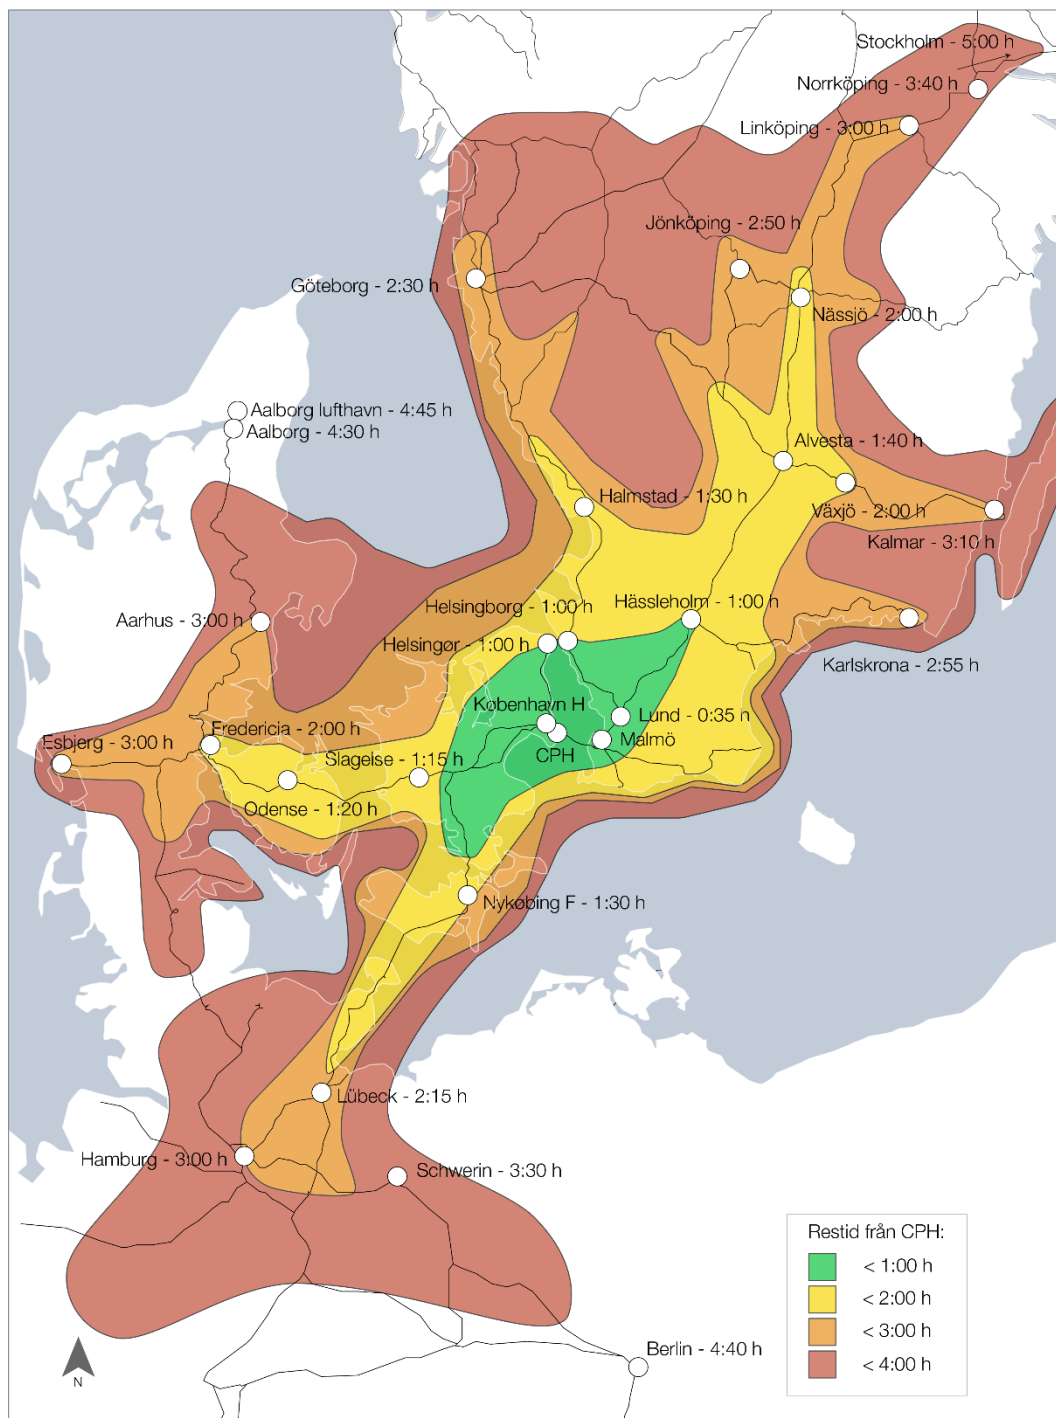 Stockholm - 5:00 h
Norrköping - 3:40 h
Linköping - 3:00 h
Jönköping - 2:50 h
Göteborg - 2:30 h
Nässjö - 2:00 h
Aalborg lufthavn - 4:45 h
Aalborg - 4:30 h
Alvesta - 1:40 h
Halmstad - 1:30 h
Växjö - 2:00 h
Kalmar - 3:10 h
Helsingborg - 1:00 h
Hässleholm - 1:00 h
Aarhus - 3:00 h
Helsingør - 1:00 h
Karlskrona - 2:55 h
København H
Lund - 0:35 h
Fredericia - 2:00 h
Esbjerg - 3:00 h
Malmö
CPH
Slagelse - 1:15 h
Odense - 1:20 h
Nykøbing F - 1:30 h
Lübeck - 2:15 h
Hamburg - 3:00 h
Schwerin - 3:30 h
Restid från CPH:
< 1:00 h
< 2:00 h
< 3:00 h
< 4:00 h
Berlin - 4:40 h
N